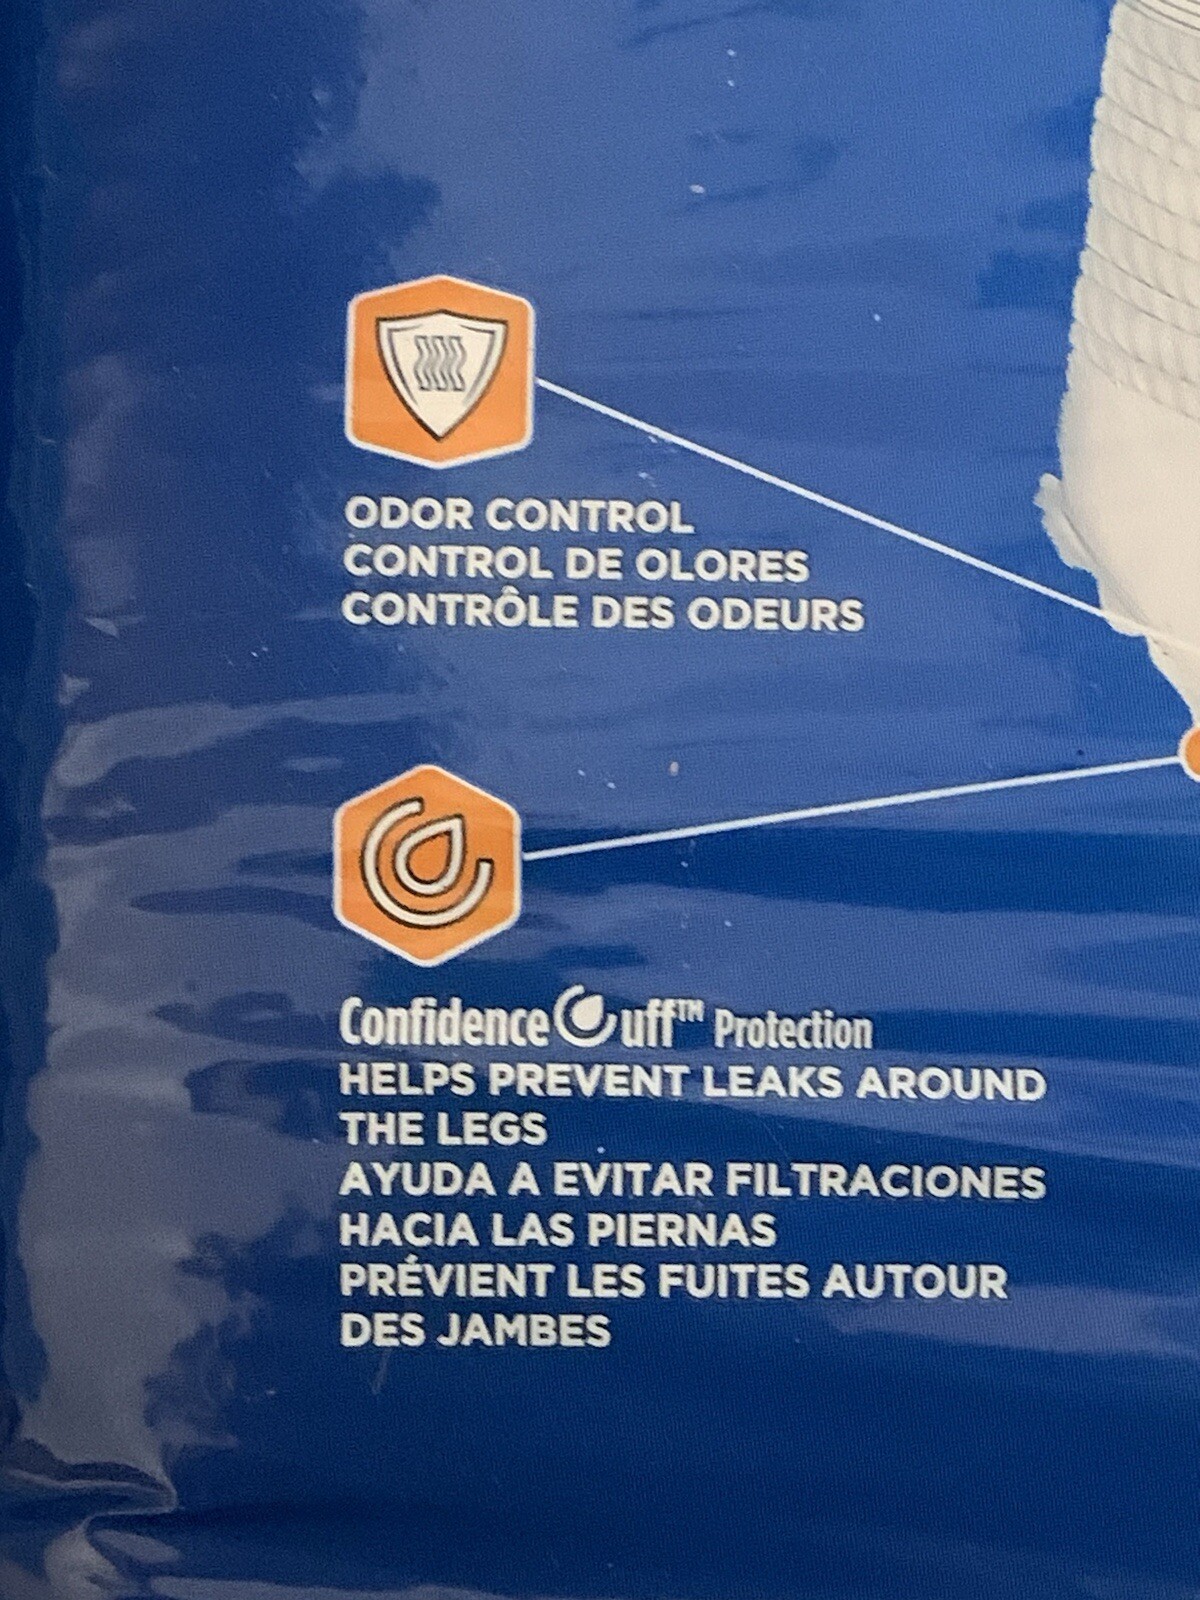 ODOR CONTROL
CONTROL DE OLORES
CONTRÔLE DES ODEURS
ConfidenceCuff™ Protection
HELPS PREVENT LEAKS AROUND
THE LEGS
AYUDA A EVITAR FILTRACIONES
HACIA LAS PIERNAS
PRÉVIENT LES FUITES AUTOUR
DES JAMBES